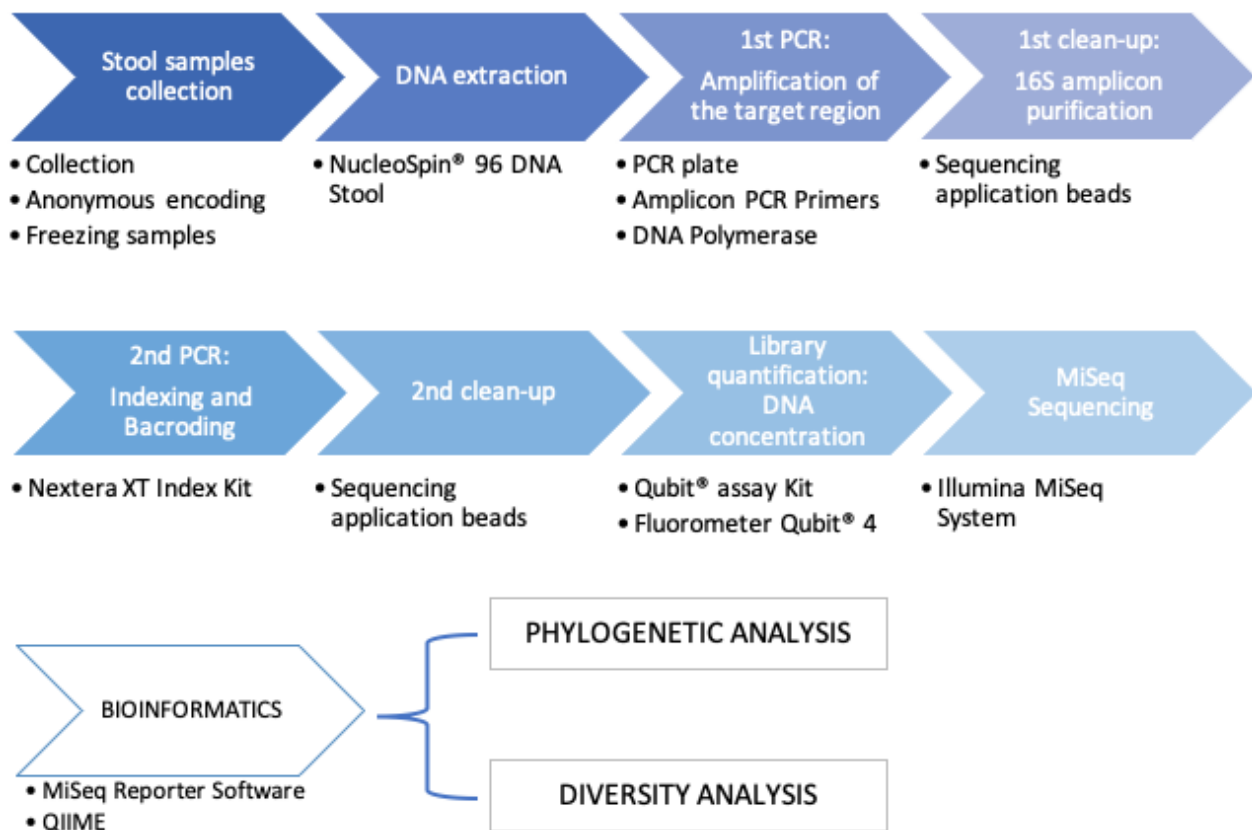 Stool samples
collection
• Collection
• Anonymous encoding
• Freezing samples
DNA extraction
• NucleoSpin® 96 DNA
Stool
1st PCR:
Amplification of
the target region
• PCR plate
• Amplicon PCR Primers
• DNA Polymerase
1st clean-up:
16S amplicon
purification
• Sequencing
application beads
2nd PCR:
Indexing and
Bacroding
• Nextera XT Index Kit
2nd clean-up
• Sequencing
application beads
Library
quantification:
DNA
concentration
• Qubit® assay Kit
• Fluorometer Qubit® 4
MiSeq
Sequencing
• Illumina MiSeq
System
BIOINFORMATICS
• MiSeq Reporter Software
• QIIME
PHYLOGENETIC ANALYSIS
DIVERSITY ANALYSIS